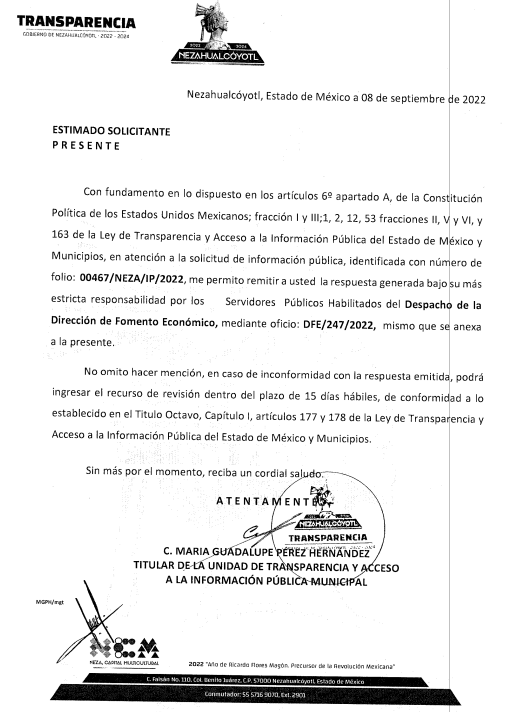 TRANSPARENCIA
GOBIERNO DE NEZAHUALCÓYOTL · 2022 - 2024
2022 2024
NEZAHUALCÓYOTL
Nezahualcóyotl, Estado de México a 08 de septiembre de 2022
ESTIMADO SOLICITANTE
P R E S E N T E
Con fundamento en lo dispuesto en los artículos 6º apartado A, de la Constitución
Política de los Estados Unidos Mexicanos; fracción I y III;1, 2, 12, 53 fracciones II, V y VI, y
163 de la Ley de Transparencia y Acceso a la Información Pública del Estado de México y
Municipios, en atención a la solicitud de información pública, identificada con número de
folio: 00467/NEZA/IP/2022, me permito remitir a usted la respuesta generada bajo su más
estricta responsabilidad por los Servidores Públicos Habilitados del Despacho de la
Dirección de Fomento Económico, mediante oficio: DFE/247/2022, mismo que se anexa
a la presente.
No omito hacer mención, en caso de inconformidad con la respuesta emitida, podrá
ingresar el recurso de revisión dentro del plazo de 15 días hábiles, de conformidad a lo
establecido en el Titulo Octavo, Capítulo I, artículos 177 y 178 de la Ley de Transparencia y
Acceso a la Información Pública del Estado de México y Municipios.
Sin más por el momento, reciba un cordial saludo.
A T E N T A M E N T E
NEZAHUALCÓYOTL
TRANSPARENCIA
C. MARIA GUADALUPE PÉREZ HERNÁNDEZ
TITULAR DE LA UNIDAD DE TRANSPARENCIA Y ACCESO
A LA INFORMACIÓN PÚBLICA MUNICIPAL
MGPH/mgt
NEZA, CAPITAL MULTICULTURAL
2022 "Año de Ricardo Flores Magón. Precursor de la Revolución Mexicana"
C. Faisán No. 110, Col. Benito Juárez, C.P. 57000 Nezahualcóyotl, Estado de México
Conmutador: 55 5716 9070, Ext. 2901